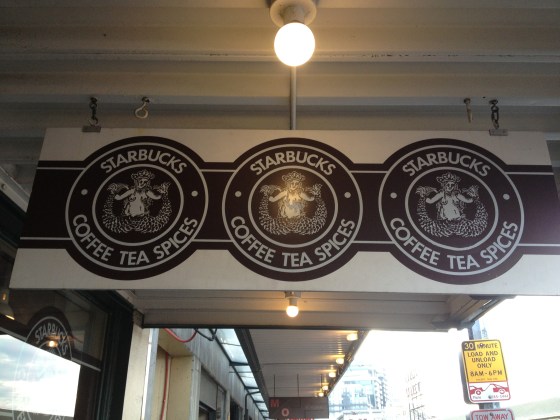 STARBUCKS
COFFEE TEA SPICES
STARBUCKS
COFFEE TEA SPICES
STARBUCKS
COFFEE TEA SPICES
STARBUCKS
30 MINUTE
LOAD AND
UNLOAD
ONLY
8AM-6PM
TOW-AWAY